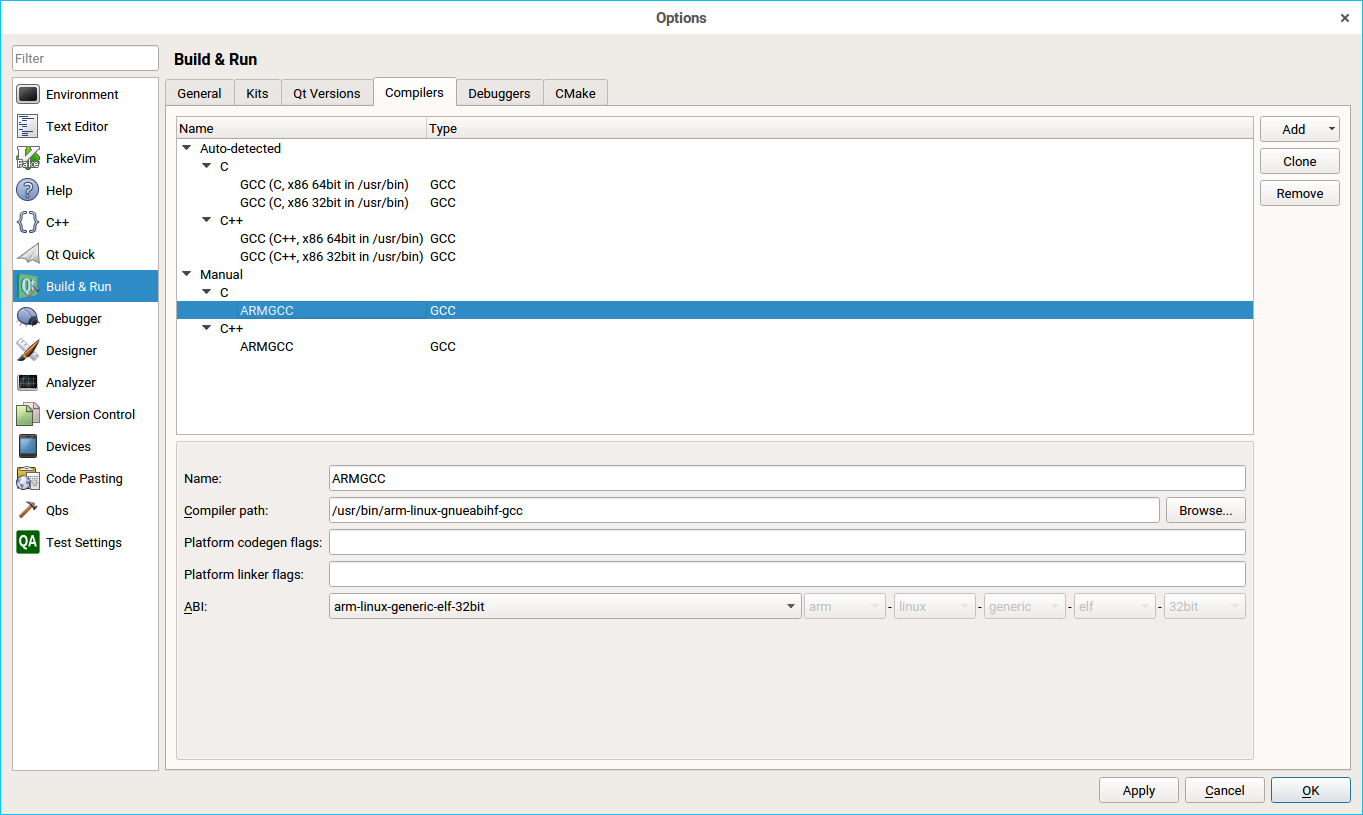 Options
Filter
Environment
Text Editor
FakeVim
Help
C++
Qt Quick
Build & Run
Debugger
Designer
Analyzer
Version Control
Devices
Code Pasting
Qbs
QA Test Settings
Build & Run
General Kits Qt Versions Compilers Debuggers CMake
Name Type
Auto-detected
C
GCC (C, x86 64bit in /usr/bin) GCC
GCC (C, x86 32bit in /usr/bin) GCC
C++
GCC (C++, x86 64bit in /usr/bin) GCC
GCC (C++, x86 32bit in /usr/bin) GCC
Manual
C
ARMGCC GCC
C++
ARMGCC GCC
Add
Clone
Remove
Name: ARMGCC
Compiler path: /usr/bin/arm-linux-gnueabihf-gcc Browse...
Platform codegen flags:
Platform linker flags:
ABI: arm-linux-generic-elf-32bit arm - linux - generic - elf - 32bit
Apply Cancel OK